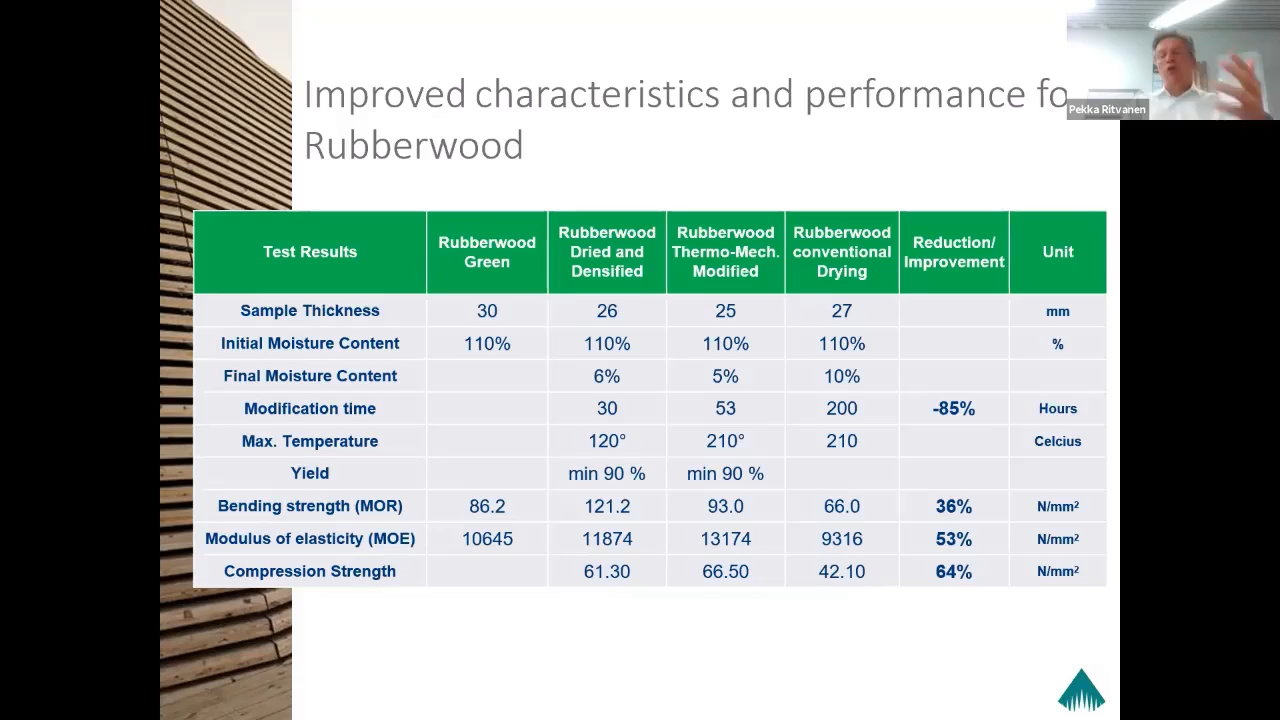 Improved characteristics and performance fo
Rubberwood
Pekka Ritvanen
Test Results
Rubberwood Green
Rubberwood Dried and Densified
Rubberwood Thermo-Mech. Modified
Rubberwood conventional Drying
Reduction/ Improvement
Unit
Sample Thickness 30 26 25 27 mm
Initial Moisture Content 110% 110% 110% 110% %
Final Moisture Content 6% 5% 10%
Modification time 30 53 200 -85% Hours
Max. Temperature 120° 210° 210 Celcius
Yield min 90 % min 90 %
Bending strength (MOR) 86.2 121.2 93.0 66.0 36% N/mm²
Modulus of elasticity (MOE) 10645 11874 13174 9316 53% N/mm²
Compression Strength 61.30 66.50 42.10 64% N/mm²